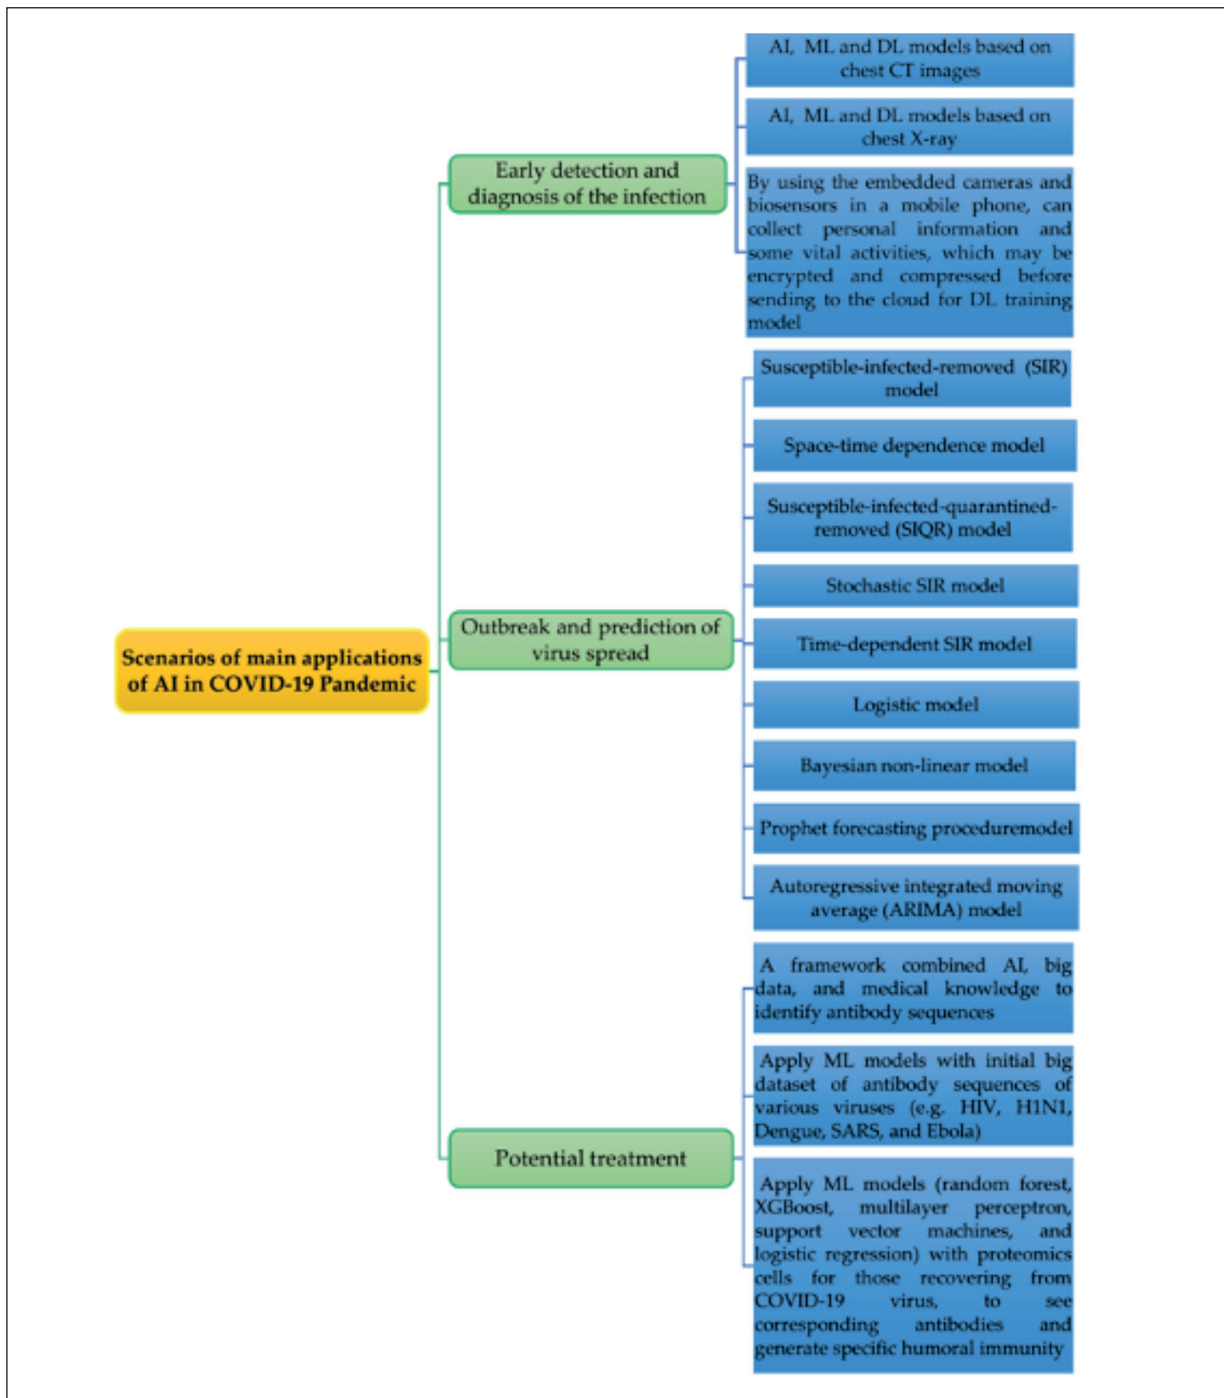 AI, ML and DL models based on
chest CT images
AI, ML and DL models based on
chest X-ray
Early detection and
diagnosis of the infection
By using the embedded cameras and
biosensors in a mobile phone, can
collect personal information and
some vital activities, which may be
encrypted and compressed before
sending to the cloud for DL training
model
Susceptible-infected-removed (SIR)
model
Space-time dependence model
Susceptible-infected-quarantined-
removed (SIQR) model
Stochastic SIR model
Outbreak and prediction of
virus spread
Time-dependent SIR model
Scenarios of main applications
of AI in COVID-19 Pandemic
Logistic model
Bayesian non-linear model
Prophet forecasting proceduremodel
Autoregressive integrated moving
average (ARIMA) model
A framework combined AI, big
data, and medical knowledge to
identify antibody sequences
Apply ML models with initial big
dataset of antibody sequences of
various viruses (e.g. HIV, H1N1,
Dengue, SARS, and Ebola)
Potential treatment
Apply ML models (random forest,
XGBoost, multilayer perceptron,
support vector machines, and
logistic regression) with proteomics
cells for those recovering from
COVID-19 virus, to see
corresponding antibodies and
generate specific humoral immunity